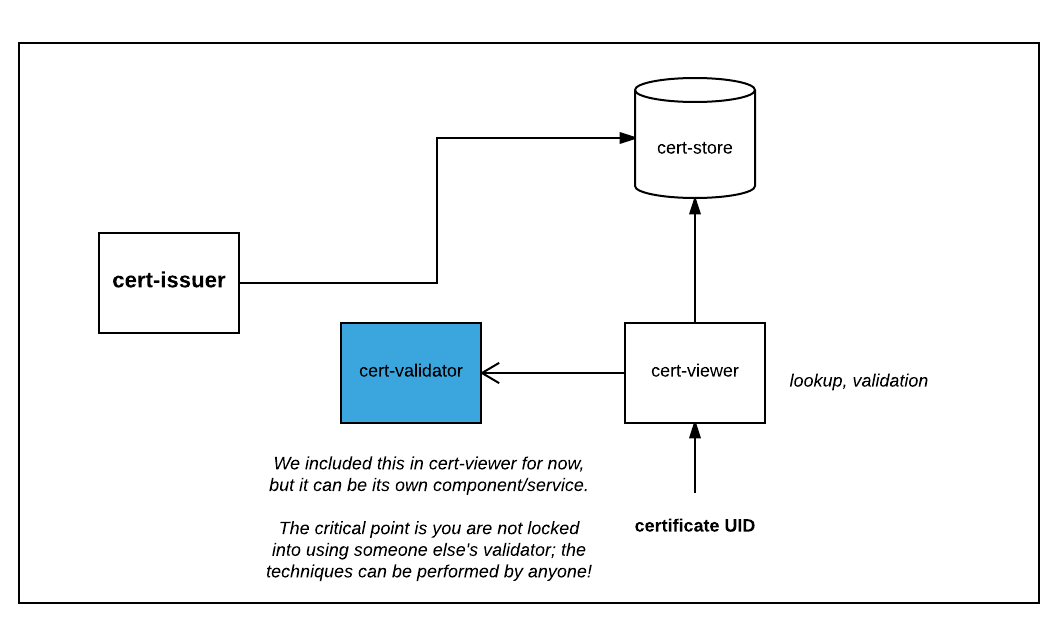 cert-store
cert-issuer
cert-validator
cert-viewer
lookup, validation
We included this in cert-viewer for now,
but it can be its own component/service.
The critical point is you are not locked
into using someone else's validator; the
techniques can be performed by anyone!
certificate UID